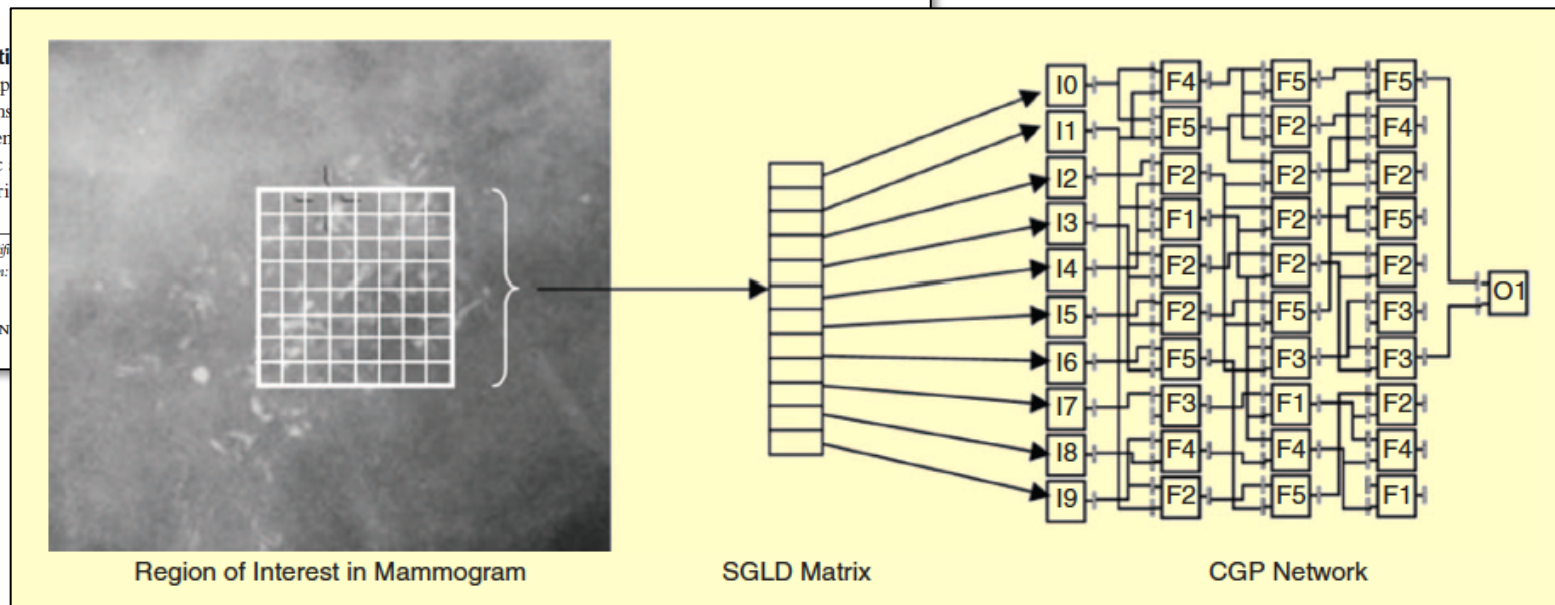 I0 F4 F5 F5
I1 F5 F2 F4
I2 F2 F2 F2
I3 F1 F2 F5
I4 F2 F2 F2
I5 F2 F5 F3
I6 F5 F3 F3
I7 F3 F1 F2
I8 F4 F4 F4
I9 F2 F5 F1
O1
Region of Interest in Mammogram
SGLD Matrix
CGP Network